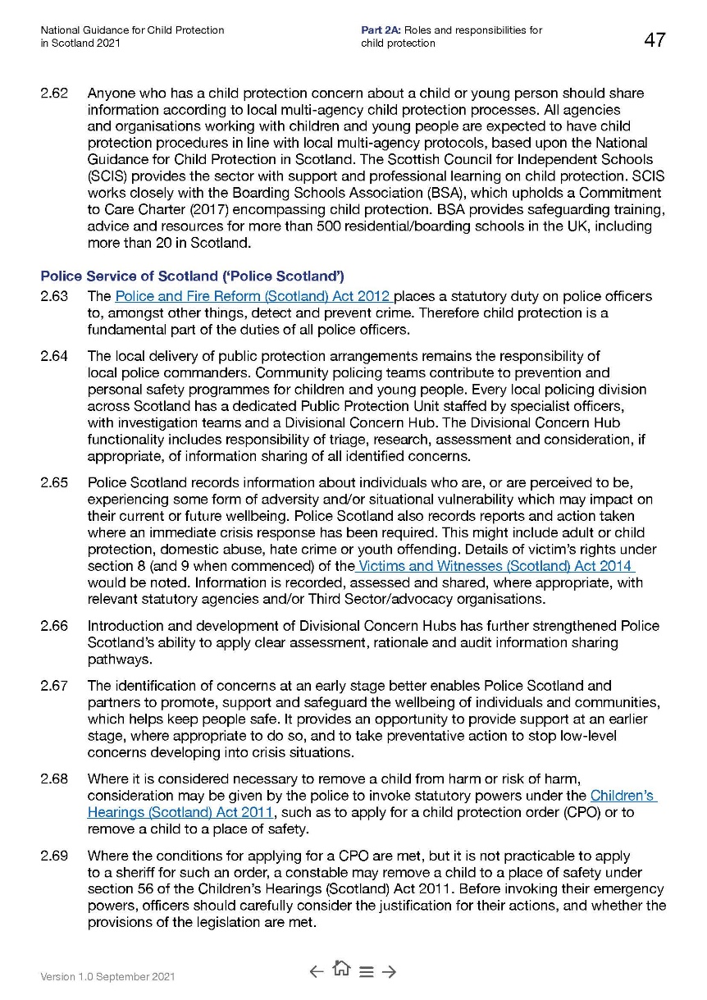 National Guidance for Child Protection
in Scotland 2021
Part 2A: Roles and responsibilities for
child protection
47
2.62 Anyone who has a child protection concern about a child or young person should share
information according to local multi-agency child protection processes. All agencies
and organisations working with children and young people are expected to have child
protection procedures in line with local multi-agency protocols, based upon the National
Guidance for Child Protection in Scotland. The Scottish Council for Independent Schools
(SCIS) provides the sector with support and professional learning on child protection. SCIS
works closely with the Boarding Schools Association (BSA), which upholds a Commitment
to Care Charter (2017) encompassing child protection. BSA provides safeguarding training,
advice and resources for more than 500 residential/boarding schools in the UK, including
more than 20 in Scotland.
Police Service of Scotland (‘Police Scotland’)
2.63 The Police and Fire Reform (Scotland) Act 2012 places a statutory duty on police officers
to, amongst other things, detect and prevent crime. Therefore child protection is a
fundamental part of the duties of all police officers.
2.64 The local delivery of public protection arrangements remains the responsibility of
local police commanders. Community policing teams contribute to prevention and
personal safety programmes for children and young people. Every local policing division
across Scotland has a dedicated Public Protection Unit staffed by specialist officers,
with investigation teams and a Divisional Concern Hub. The Divisional Concern Hub
functionality includes responsibility of triage, research, assessment and consideration, if
appropriate, of information sharing of all identified concerns.
2.65 Police Scotland records information about individuals who are, or are perceived to be,
experiencing some form of adversity and/or situational vulnerability which may impact on
their current or future wellbeing. Police Scotland also records reports and action taken
where an immediate crisis response has been required. This might include adult or child
protection, domestic abuse, hate crime or youth offending. Details of victim’s rights under
section 8 (and 9 when commenced) of the Victims and Witnesses (Scotland) Act 2014
would be noted. Information is recorded, assessed and shared, where appropriate, with
relevant statutory agencies and/or Third Sector/advocacy organisations.
2.66 Introduction and development of Divisional Concern Hubs has further strengthened Police
Scotland’s ability to apply clear assessment, rationale and audit information sharing
pathways.
2.67 The identification of concerns at an early stage better enables Police Scotland and
partners to promote, support and safeguard the wellbeing of individuals and communities,
which helps keep people safe. It provides an opportunity to provide support at an earlier
stage, where appropriate to do so, and to take preventative action to stop low-level
concerns developing into crisis situations.
2.68 Where it is considered necessary to remove a child from harm or risk of harm,
consideration may be given by the police to invoke statutory powers under the Children’s
Hearings (Scotland) Act 2011, such as to apply for a child protection order (CPO) or to
remove a child to a place of safety.
2.69 Where the conditions for applying for a CPO are met, but it is not practicable to apply
to a sheriff for such an order, a constable may remove a child to a place of safety under
section 56 of the Children’s Hearings (Scotland) Act 2011. Before invoking their emergency
powers, officers should carefully consider the justification for their actions, and whether the
provisions of the legislation are met.
Version 1.0 September 2021